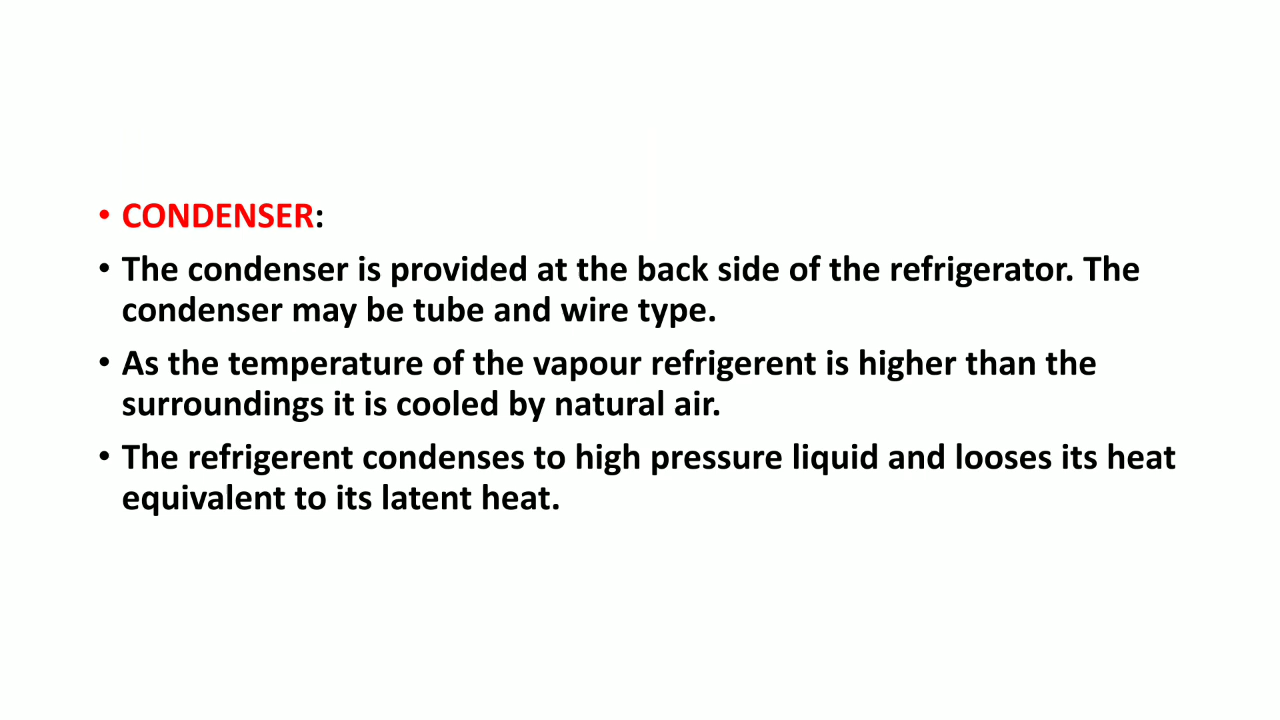 • CONDENSER:
• The condenser is provided at the back side of the refrigerator. The
condenser may be tube and wire type.
• As the temperature of the vapour refrigerent is higher than the
surroundings it is cooled by natural air.
• The refrigerent condenses to high pressure liquid and looses its heat
equivalent to its latent heat.